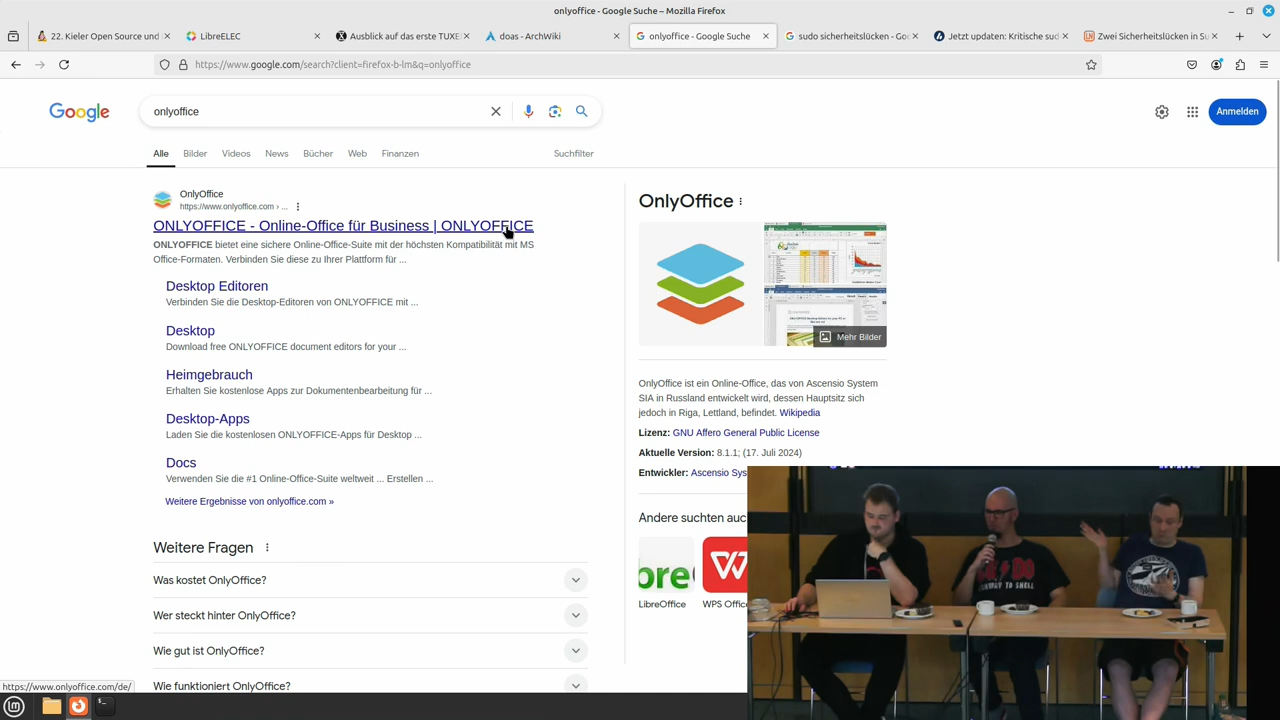 onlyoffice - Google Suche — Mozilla Firefox
22. Kieler Open Source und
LibreELEC
Ausblick auf das erste TUXE
doas - ArchWiki
onlyoffice - Google Suche
sudo sicherheitslücken - Goo
Jetzt updaten: Kritische sud
Zwei Sicherheitslücken in Su
https://www.google.com/search?client=firefox-b-lm&q=onlyoffice
Google
onlyoffice
Anmelden
Alle
Bilder
Videos
News
Bücher
Web
Finanzen
Suchfilter
OnlyOffice
https://www.onlyoffice.com › ...
ONLYOFFICE - Online-Office für Business | ONLYOFFICE
ONLYOFFICE bietet eine sichere Online-Office-Suite mit der höchsten Kompatibilität mit MS
Office-Formaten. Verbinden Sie diese zu Ihrer Plattform für ...
Desktop Editoren
Verbinden Sie die Desktop-Editoren von ONLYOFFICE mit ...
Desktop
Download free ONLYOFFICE document editors for your ...
Heimgebrauch
Erhalten Sie kostenlose Apps zur Dokumentenbearbeitung für ...
Desktop-Apps
Laden Sie die kostenlosen ONLYOFFICE-Apps für Desktop ...
Docs
Verwenden Sie die #1 Online-Office-Suite weltweit ... Erstellen ...
Weitere Ergebnisse von onlyoffice.com »
Weitere Fragen
Was kostet OnlyOffice?
Wer steckt hinter OnlyOffice?
Wie gut ist OnlyOffice?
Wie funktioniert OnlyOffice?
OnlyOffice
Mehr Bilder
OnlyOffice ist ein Online-Office, das von Ascensio System
SIA in Russland entwickelt wird, dessen Hauptsitz sich
jedoch in Riga, Lettland, befindet. Wikipedia
Lizenz: GNU Affero General Public License
Aktuelle Version: 8.1.1; (17. Juli 2024)
Entwickler: Ascensio Sys
Andere suchten auc
LibreOffice
WPS Office
https://www.onlyoffice.com/de/